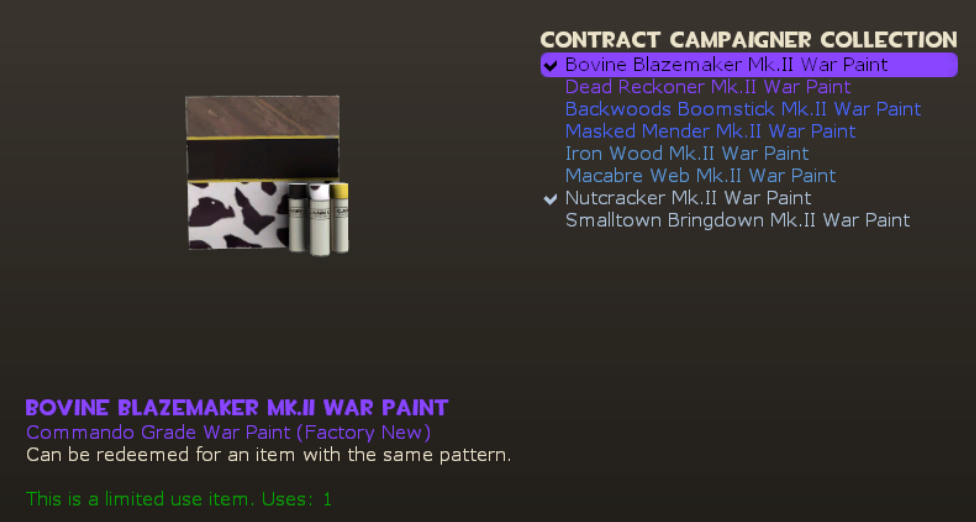 CONTRACT CAMPAIGNER COLLECTION
Bovine Blazemaker Mk.II War Paint
Dead Reckoner Mk.II War Paint
Backwoods Boomstick Mk.II War Paint
Masked Mender Mk.II War Paint
Iron Wood Mk.II War Paint
Macabre Web Mk.II War Paint
Nutcracker Mk.II War Paint
Smalltown Bringdown Mk.II War Paint
BOVINE BLAZEMAKER MK.II WAR PAINT
Commando Grade War Paint (Factory New)
Can be redeemed for an item with the same pattern.
This is a limited use item. Uses: 1